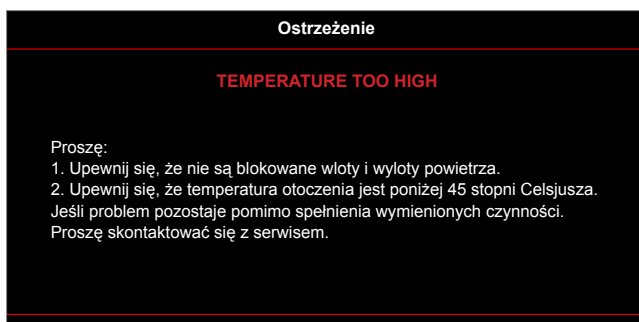 Ostrzeżenie
TEMPERATURE TOO HIGH
Proszę:
1. Upewnij się, że nie są blokowane wloty i wyloty powietrza.
2. Upewnij się, że temperatura otoczenia jest poniżej 45 stopni Celsjusza.
Jeśli problem pozostaje pomimo spełnienia wymienionych czynności.
Proszę skontaktować się z serwisem.